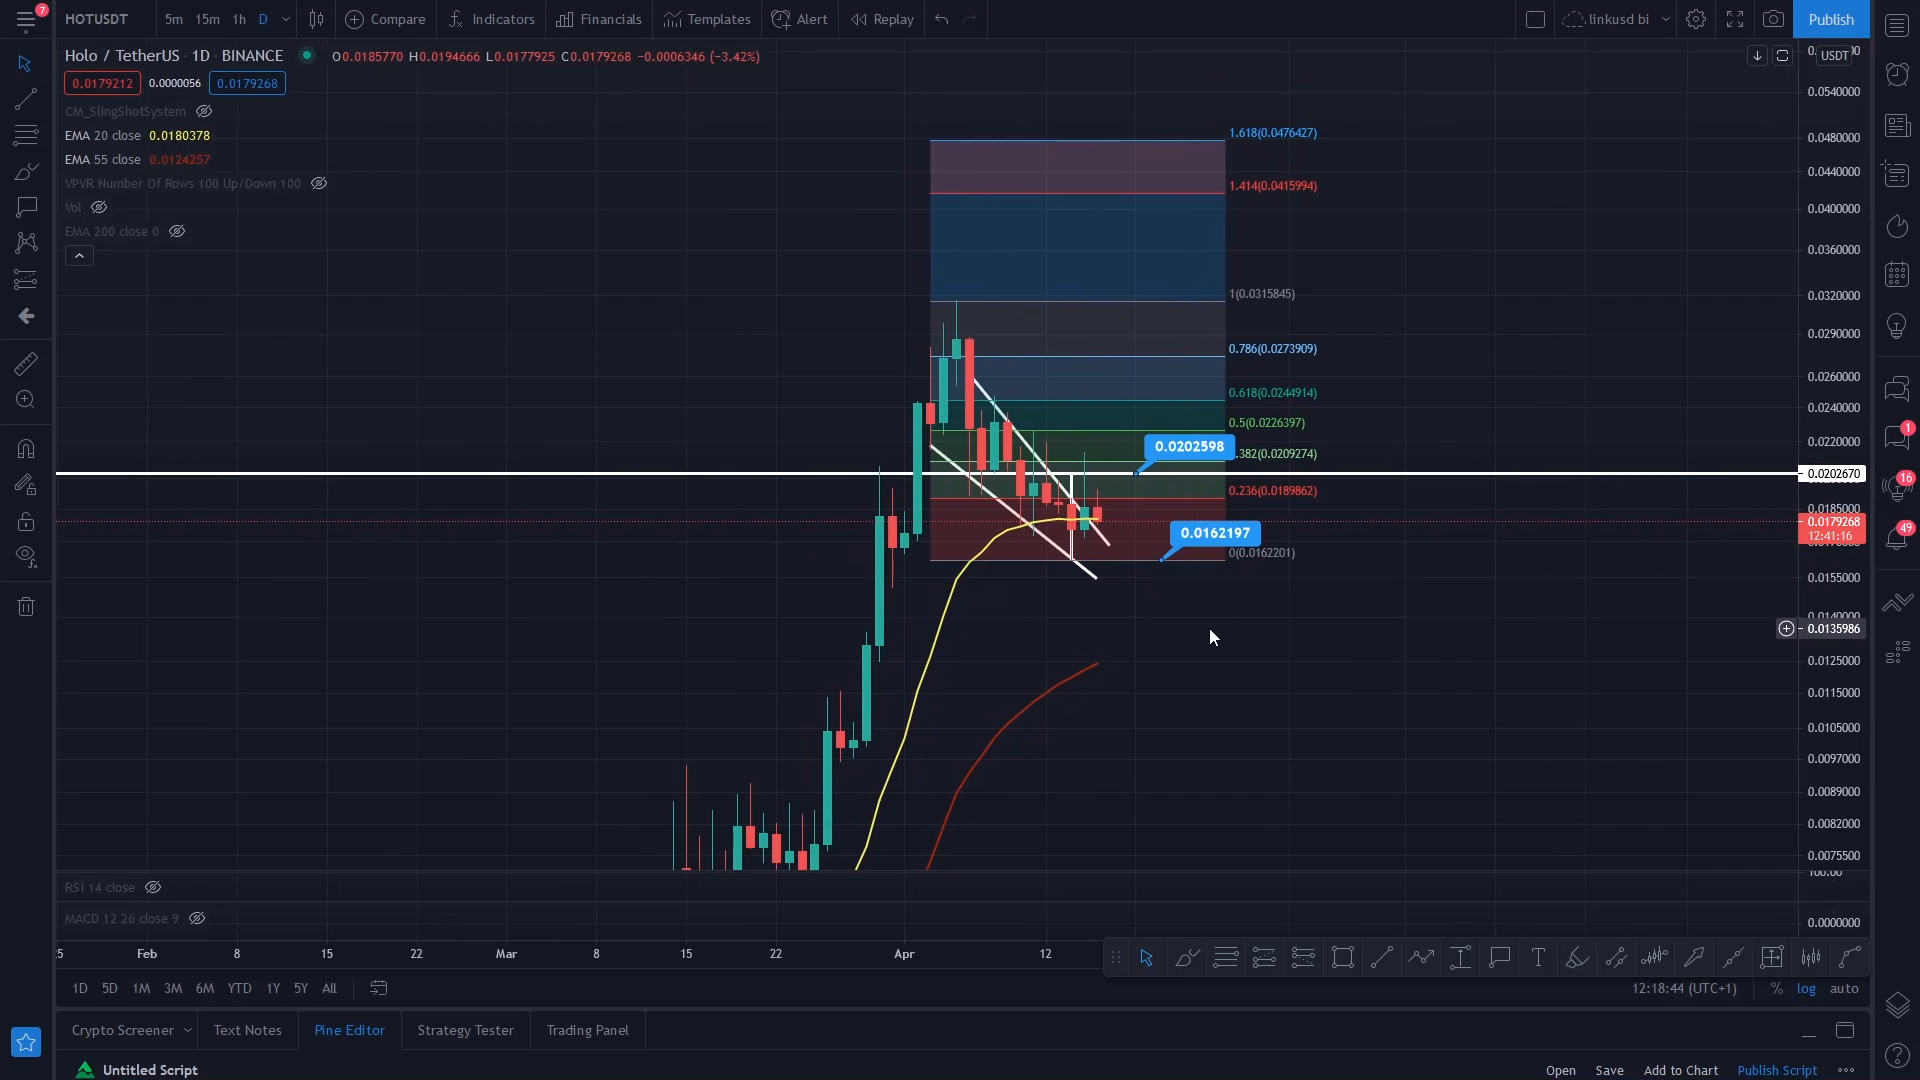 7
HOTUSDT
5m 15m 1h D
Compare
Indicators
Financials
Templates
Alert
Replay
linkusd bi
Publish
Holo / TetherUS · 1D · BINANCE
O0.0185770 H0.0194666 L0.0177925 C0.0179268 −0.0006346 (−3.42%)
USDT
0.0179212 0.0000056 0.0179268
CM_SlingShotSystem
EMA 20 close 0.0180378
EMA 55 close 0.0124257
VPVR Number Of Rows 100 Up/Down 100
Vol
EMA 200 close 0
1.618(0.0476427)
1.414(0.0415994)
1(0.0315845)
0.786(0.0273909)
0.618(0.0244914)
0.5(0.0226397)
0.0202598
.382(0.0209274)
0.236(0.0189862)
0.0162197
0(0.0162201)
0.0540000
0.0480000
0.0440000
0.0400000
0.0360000
0.0320000
0.0290000
0.0260000
0.0240000
0.0220000
0.0202670
0.0185000
0.0179268
12:41:16
0.0155000
0.0140000
0.0135986
0.0125000
0.0115000
0.0105000
0.0097000
0.0089000
0.0082000
0.0075500
100.00
0.0000000
1
16
49
RSI 14 close
MACD 12 26 close 9
25 Feb 8 15 22 Mar 8 15 22 Apr 12
1D 5D 1M 3M 6M YTD 1Y 5Y All
12:18:44 (UTC+1) % log auto
Crypto Screener
Text Notes
Pine Editor
Strategy Tester
Trading Panel
Untitled Script
Open Save Add to Chart Publish Script